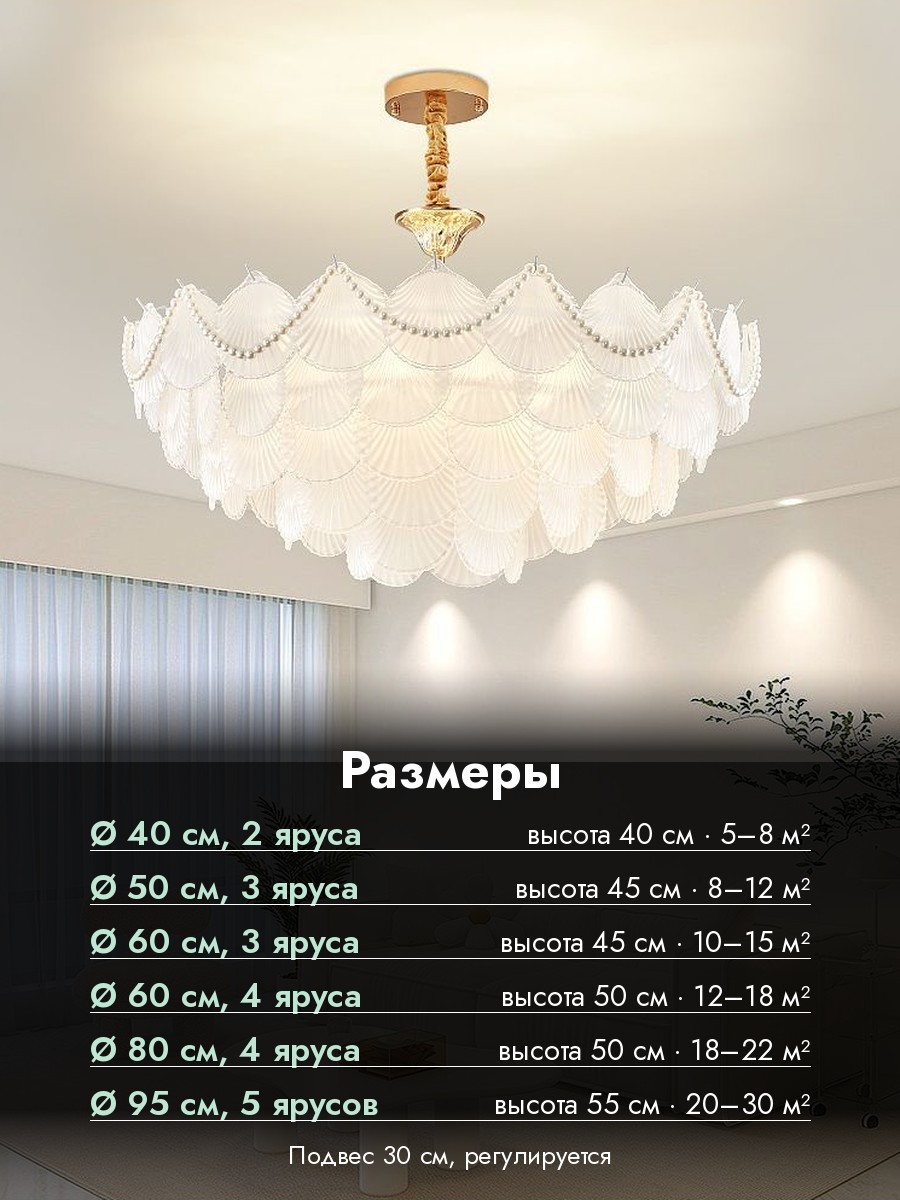 Размеры
Ø 40 см, 2 яруса высота 40 см · 5–8 м²
Ø 50 см, 3 яруса высота 45 см · 8–12 м²
Ø 60 см, 3 яруса высота 45 см · 10–15 м²
Ø 60 см, 4 яруса высота 50 см · 12–18 м²
Ø 80 см, 4 яруса высота 50 см · 18–22 м²
Ø 95 см, 5 ярусов высота 55 см · 20–30 м²
Подвес 30 см, регулируется